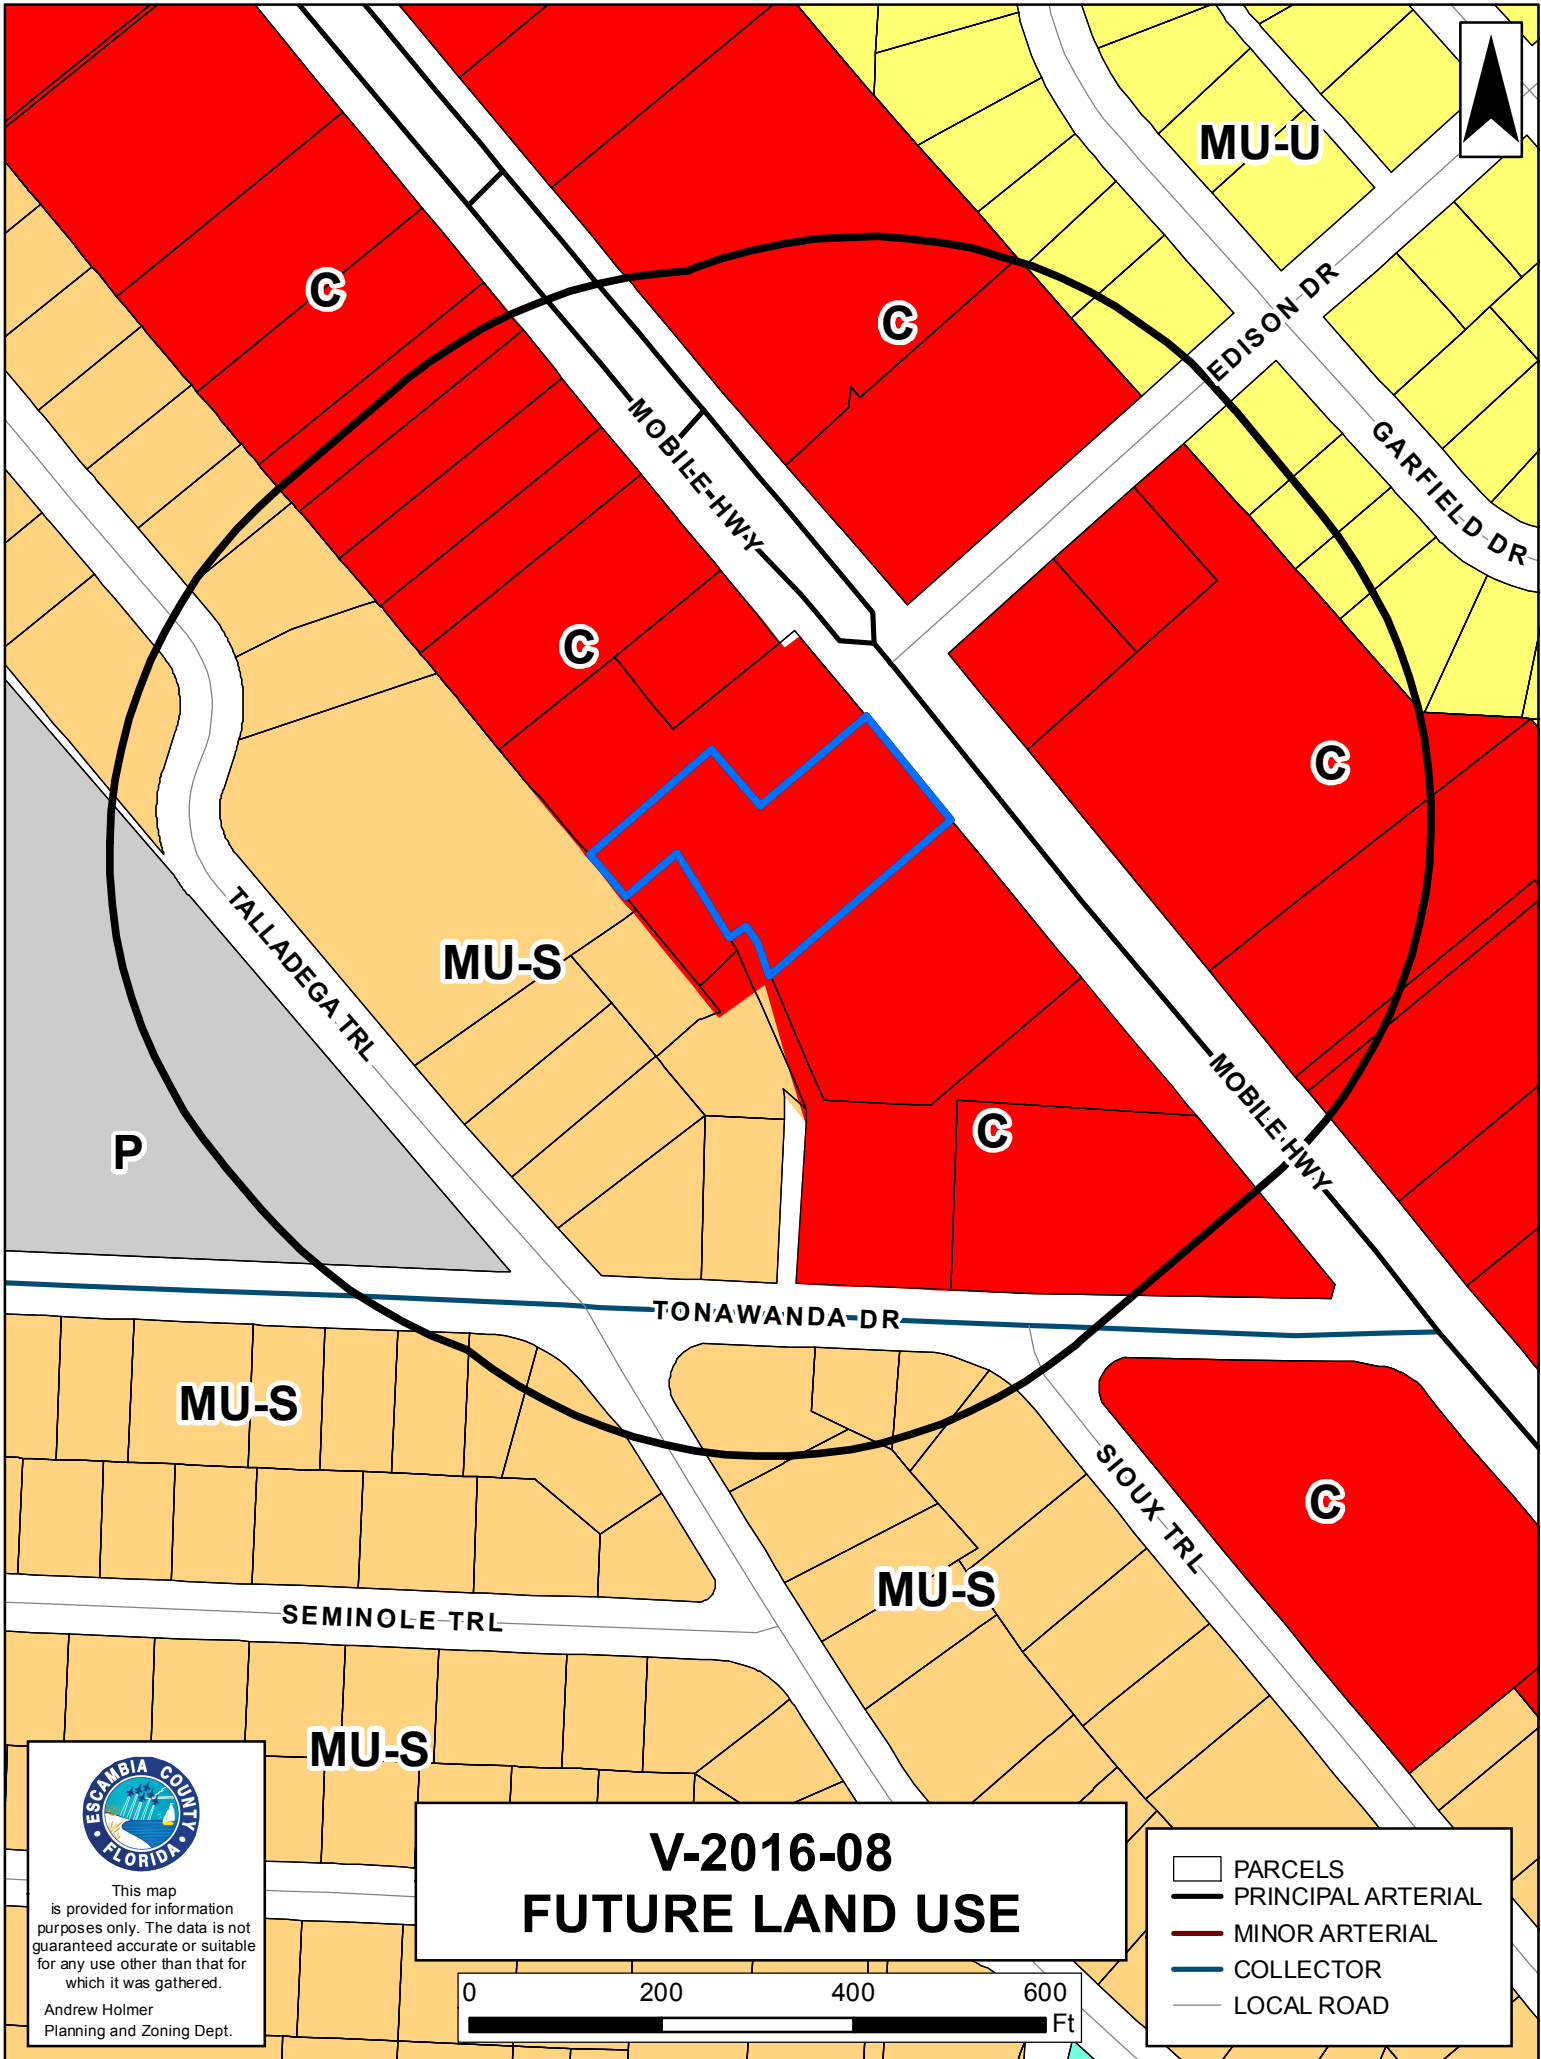 MU-U
C
C
EDISON DR
MOBILE HWY
GARFIELD DR
C
C
TALLADEGA TRL
MU-S
MOBILE HWY
C
P
TONAWANDA DR
MU-S
SIOUX TRL
C
MU-S
SEMINOLE TRL
MU-S
ESCAMBIA COUNTY
FLORIDA
This map
is provided for information
purposes only. The data is not
guaranteed accurate or suitable
for any use other than that for
which it was gathered.
Andrew Holmer
Planning and Zoning Dept.
V-2016-08
FUTURE LAND USE
0 200 400 600
Ft
PARCELS
PRINCIPAL ARTERIAL
MINOR ARTERIAL
COLLECTOR
LOCAL ROAD